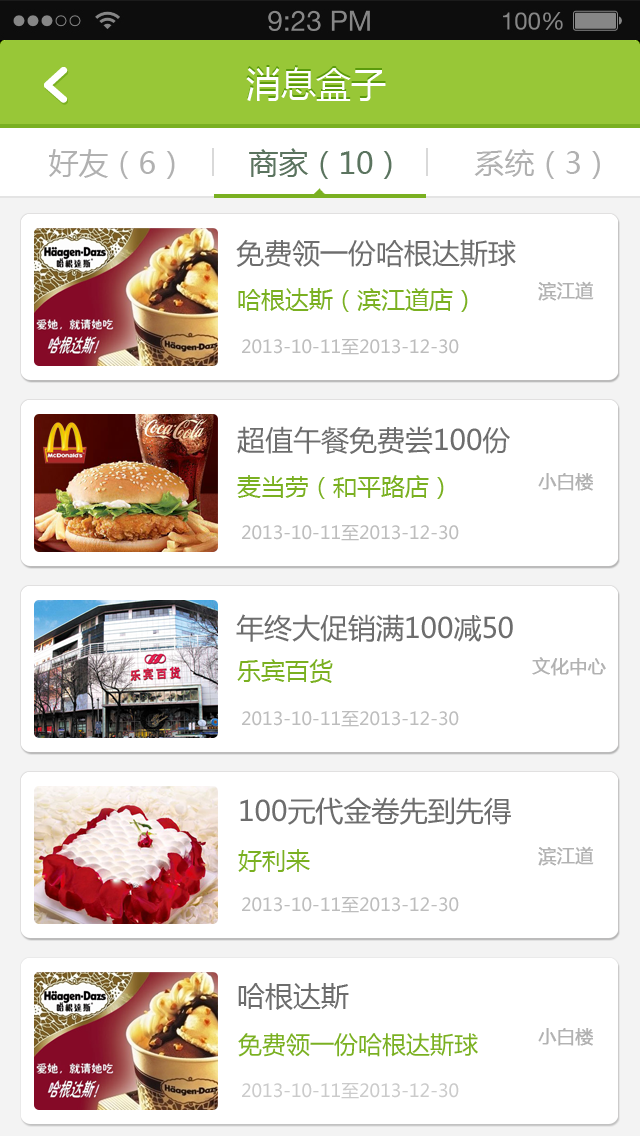 9:23 PM
100%
消息盒子
好友（6）
商家（10）
系统（3）
Häagen-Dazs
哈根达斯
爱她，就请她吃
哈根达斯!
Häagen-Dazs
免费领一份哈根达斯球
哈根达斯（滨江道店）
滨江道
2013-10-11至2013-12-30
McDonald's
Coca-Cola
超值午餐免费尝100份
麦当劳（和平路店）
小白楼
2013-10-11至2013-12-30
乐宾百货
年终大促销满100减50
乐宾百货
文化中心
2013-10-11至2013-12-30
100元代金卷先到先得
好利来
滨江道
2013-10-11至2013-12-30
Häagen-Dazs
哈根达斯
爱她，就请她吃
哈根达斯!
Häagen-Dazs
哈根达斯
免费领一份哈根达斯球
小白楼
2013-10-11至2013-12-30